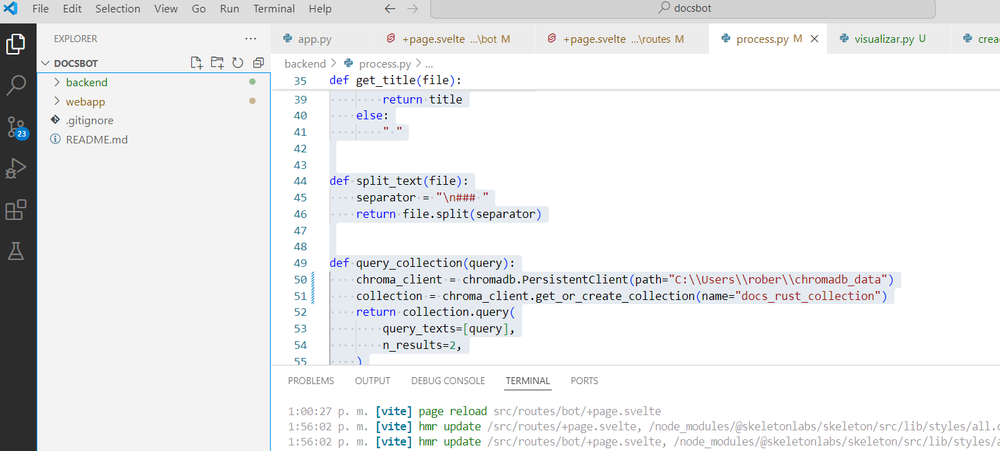 File Edit Selection View Go Run Terminal Help docsbot
EXPLORER
DOCSBOT
backend
webapp
.gitignore
README.md
23
app.py +page.svelte ...\bot M +page.svelte ...\routes M process.py M visualizar.py U
backend > process.py > ...
35 def get_title(file):
39 return title
40 else:
41 " "
42
43
44 def split_text(file):
45 separator = "\n### "
46 return file.split(separator)
47
48
49 def query_collection(query):
50 chroma_client = chromadb.PersistentClient(path="C:\\Users\\rober\\chromadb_data")
51 collection = chroma_client.get_or_create_collection(name="docs_rust_collection")
52 return collection.query(
53 query_texts=[query],
54 n_results=2,
55 )
PROBLEMS OUTPUT DEBUG CONSOLE TERMINAL PORTS
1:00:27 p. m. [vite] page reload src/routes/bot/+page.svelte
1:56:02 p. m. [vite] hmr update /src/routes/+page.svelte, /node_modules/@skeletonlabs/skeleton/src/lib/styles/all.c
1:56:02 p. m. [vite] hmr update /src/routes/bot/+page.svelte, /node_modules/@skeletonlabs/skeleton/src/lib/styles/a